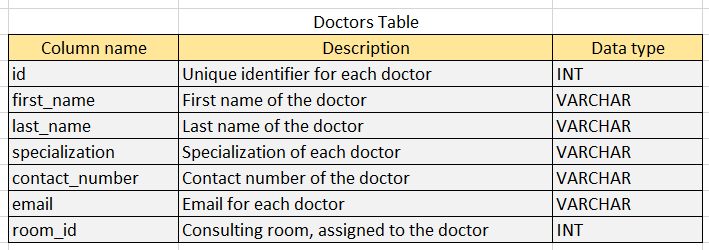 Doctors Table
Column name Description Data type
id Unique identifier for each doctor INT
first_name First name of the doctor VARCHAR
last_name Last name of the doctor VARCHAR
specialization Specialization of each doctor VARCHAR
contact_number Contact number of the doctor VARCHAR
email Email for each doctor VARCHAR
room_id Consulting room, assigned to the doctor INT